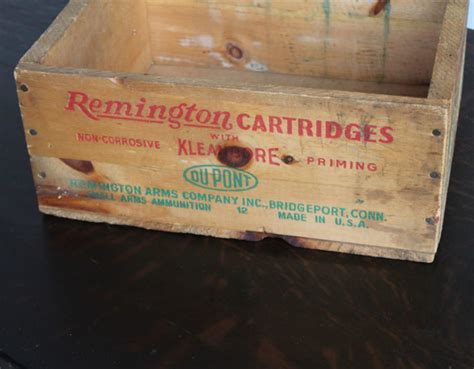 Remington CARTRIDGES
NON-CORROSIVE WITH KLEANBORE PRIMING
DU PONT
REMINGTON ARMS COMPANY INC., BRIDGEPORT, CONN.
SMALL ARMS AMMUNITION 12 MADE IN U.S.A.